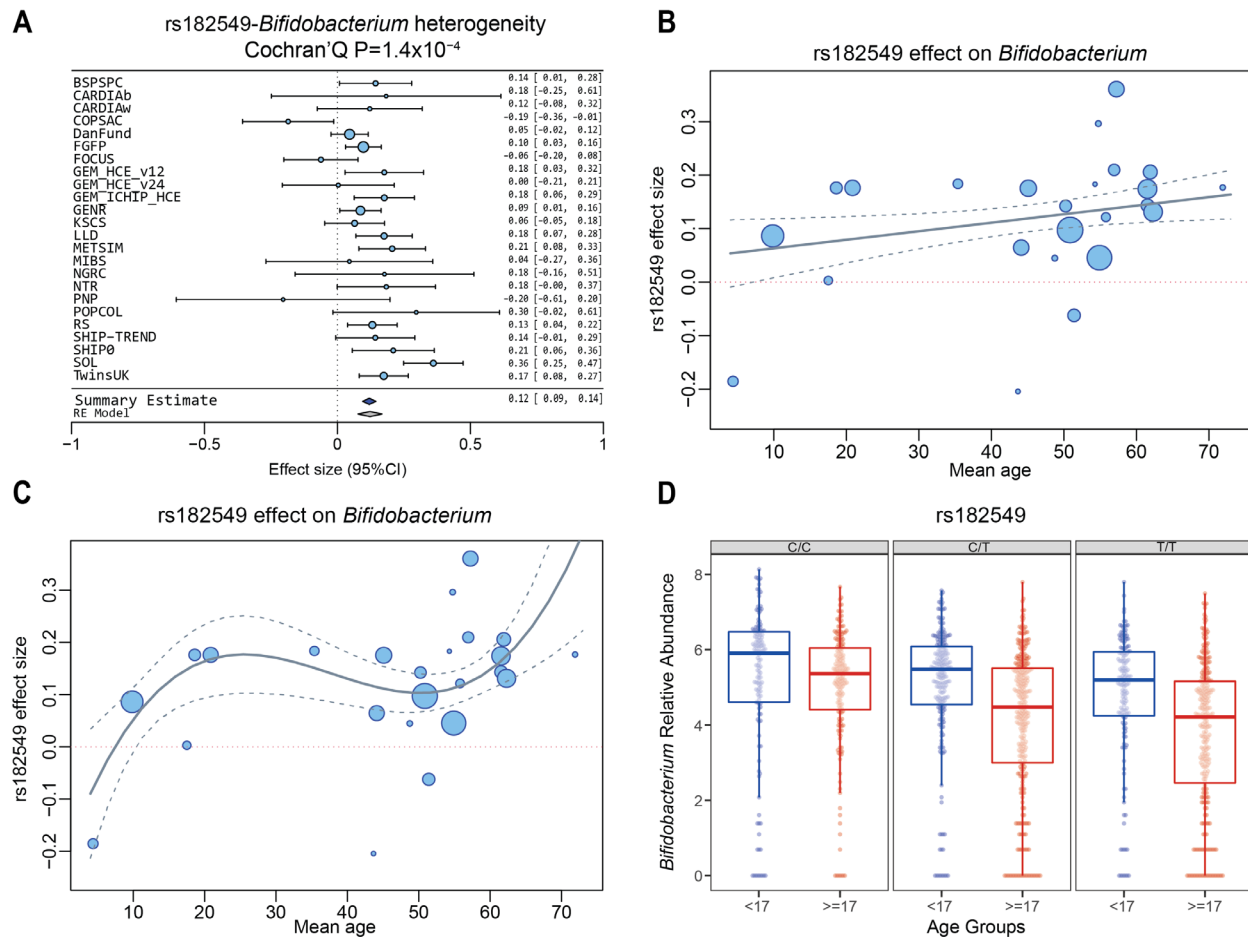 A
rs182549-Bifidobacterium heterogeneity
Cochran'Q P=1.4x10⁻⁴
BSPSPC 0.14 [ 0.01, 0.28]
CARDIAb 0.18 [-0.25, 0.61]
CARDIAw 0.12 [-0.08, 0.32]
COPSAC -0.19 [-0.36, -0.01]
DanFund 0.05 [-0.02, 0.12]
FGFP 0.10 [ 0.03, 0.16]
FOCUS -0.06 [-0.20, 0.08]
GEM_HCE_v12 0.18 [ 0.03, 0.32]
GEM_HCE_v24 0.00 [-0.21, 0.21]
GEM_ICHIP_HCE 0.18 [ 0.06, 0.29]
GENR 0.09 [ 0.01, 0.16]
KSCS 0.06 [-0.05, 0.18]
LLD 0.18 [ 0.07, 0.28]
METSIM 0.21 [ 0.08, 0.33]
MIBS 0.04 [-0.27, 0.36]
NGRC 0.18 [-0.16, 0.51]
NTR 0.18 [-0.00, 0.37]
PNP -0.20 [-0.61, 0.20]
POPCOL 0.30 [-0.02, 0.61]
RS 0.13 [ 0.04, 0.22]
SHIP-TREND 0.14 [-0.01, 0.29]
SHIP0 0.21 [ 0.06, 0.36]
SOL 0.36 [ 0.25, 0.47]
TwinsUK 0.17 [ 0.08, 0.27]
Summary Estimate 0.12 [ 0.09, 0.14]
RE Model
−1 −0.5 0 0.5 1
Effect size (95%CI)
B
rs182549 effect on Bifidobacterium
rs182549 effect size
0.3
0.2
0.1
0.0
−0.1
−0.2
10 20 30 40 50 60 70
Mean age
C
rs182549 effect on Bifidobacterium
rs182549 effect size
0.3
0.2
0.1
0.0
−0.1
−0.2
10 20 30 40 50 60 70
Mean age
D
rs182549
C/C C/T T/T
Bifidobacterium Relative Abundance
8
6
4
2
0
<17 >=17 <17 >=17 <17 >=17
Age Groups